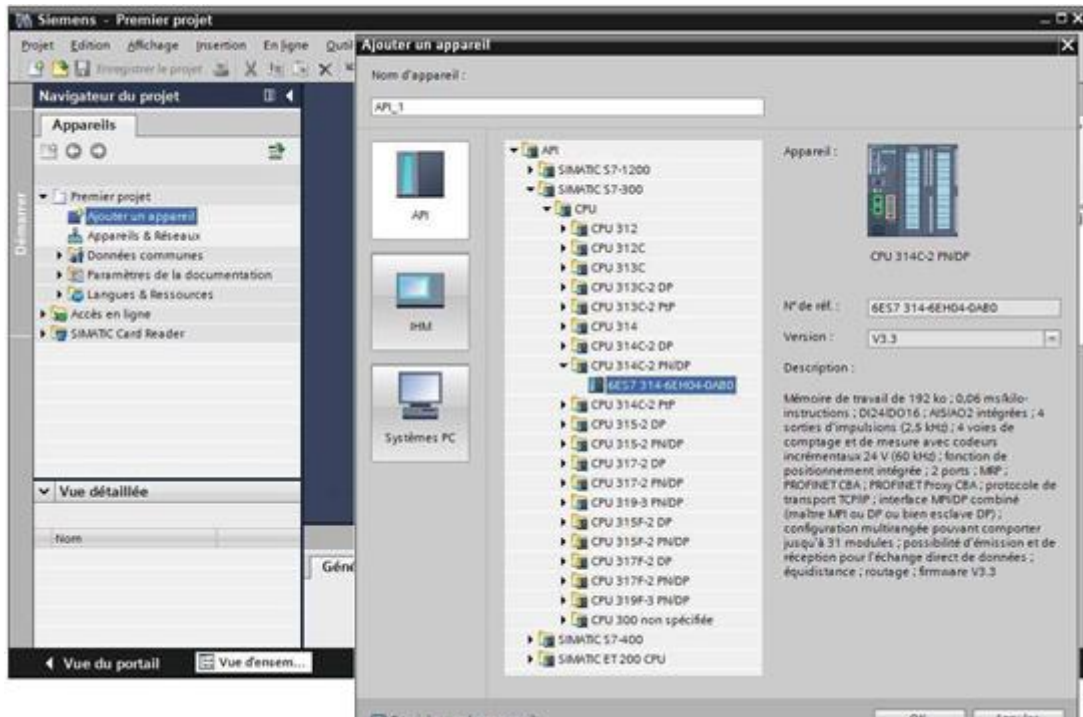 Siemens - Premier projet
Projet Edition Affichage Insertion En ligne Outil
Enregistrer le projet
Navigateur du projet
Appareils
Démarrer
Premier projet
Ajouter un appareil
Appareils & Réseaux
Données communes
Paramètres de la documentation
Langues & Ressources
Accès en ligne
SIMATIC Card Reader
Vue détaillée
Nom
Géné
Vue du portail
Vue d'ensem...
Ajouter un appareil
Nom d'appareil :
API_1
API
IHM
Systèmes PC
API
SIMATIC S7-1200
SIMATIC S7-300
CPU
CPU 312
CPU 312C
CPU 313C
CPU 313C-2 DP
CPU 313C-2 PtP
CPU 314
CPU 314C-2 DP
CPU 314C-2 PN/DP
6ES7 314-6EH04-0AB0
CPU 314C-2 PtP
CPU 315-2 DP
CPU 315-2 PN/DP
CPU 317-2 DP
CPU 317-2 PN/DP
CPU 319-3 PN/DP
CPU 315F-2 DP
CPU 315F-2 PN/DP
CPU 317F-2 DP
CPU 317F-2 PN/DP
CPU 319F-3 PN/DP
CPU 300 non spécifiée
SIMATIC S7-400
SIMATIC ET 200 CPU
Appareil :
CPU 314C-2 PN/DP
N° de réf. :
6ES7 314-6EH04-0AB0
Version :
V3.3
Description :
Mémoire de travail de 192 ko ; 0,06 ms/kilo-
instructions ; DI24/DO16 ; AI5/AO2 intégrées ; 4
sorties d'impulsions (2,5 kHz) ; 4 voies de
comptage et de mesure avec codeurs
incrémentaux 24 V (60 kHz) ; fonction de
positionnement intégrée ; 2 ports ; MRP ;
PROFINET CBA ; PROFINET Proxy CBA ; protocole de
transport TCP/IP ; interface MPI/DP combiné
(maître MPI ou DP ou bien esclave DP) ;
configuration multirangée pouvant comporter
jusqu'à 31 modules ; possibilité d'émission et de
réception pour l'échange direct de données ;
équidistance ; routage ; firmware V3.3